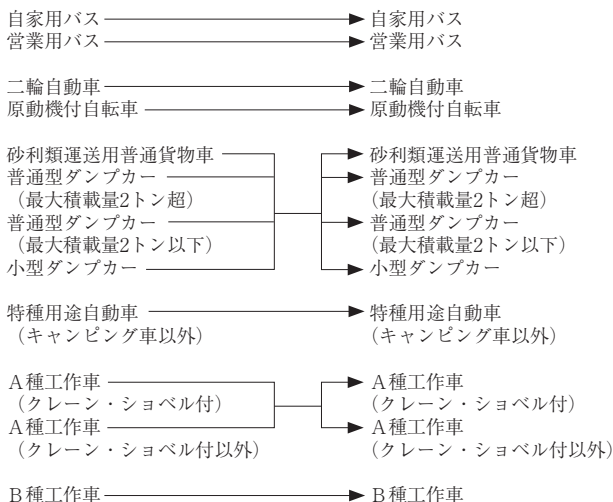 自家用バス 自家用バス
営業用バス 営業用バス
二輪自動車 二輪自動車
原動機付自転車 原動機付自転車
砂利類運送用普通貨物車 砂利類運送用普通貨物車
普通型ダンプカー 普通型ダンプカー
(最大積載量2トン超) (最大積載量2トン超)
普通型ダンプカー 普通型ダンプカー
(最大積載量2トン以下) (最大積載量2トン以下)
小型ダンプカー 小型ダンプカー
特種用途自動車 特種用途自動車
(キャンピング車以外) (キャンピング車以外)
A種工作車 A種工作車
(クレーン・ショベル付) (クレーン・ショベル付)
A種工作車 A種工作車
(クレーン・ショベル付以外) (クレーン・ショベル付以外)
B種工作車 B種工作車